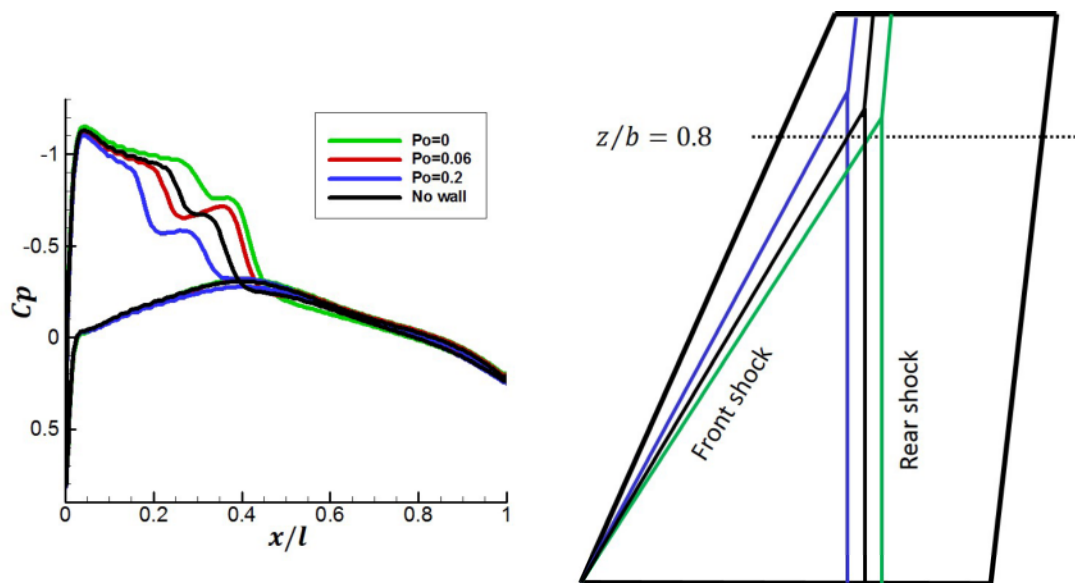 -1
-0.5
0
0.5
Cp
0
0.2
0.4
0.6
0.8
1
x/l
Po=0
Po=0.06
Po=0.2
No wall
z/b = 0.8
Front shock
Rear shock